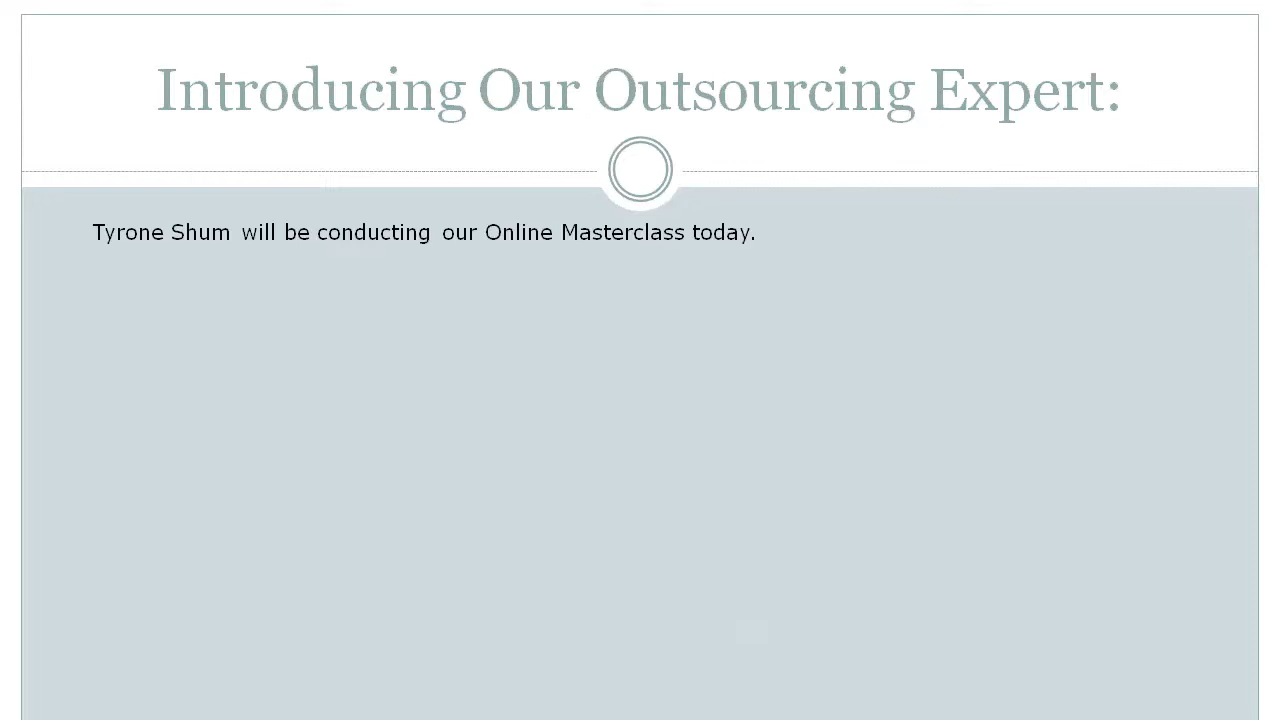 Introducing Our Outsourcing Expert:
Tyrone Shum will be conducting our Online Masterclass today.